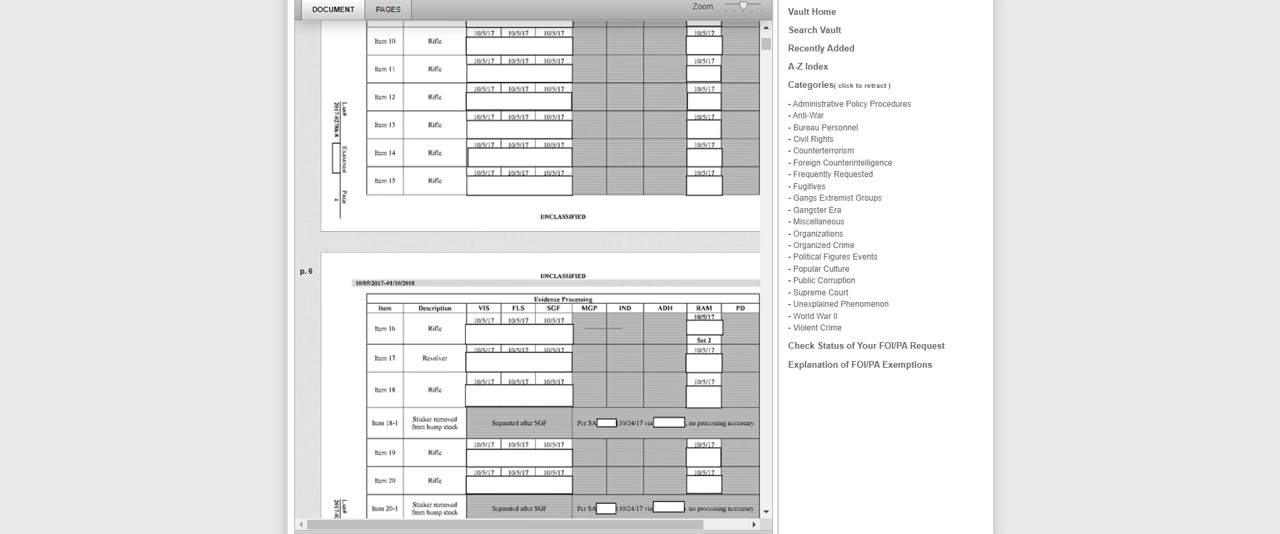 DOCUMENT PAGES Zoom
10/5/17 10/5/17 10/5/17 10/5/17
Item 10 Rifle
10/5/17 10/5/17 10/5/17 10/5/17
Item 11 Rifle
10/5/17 10/5/17 10/5/17 10/5/17
Item 12 Rifle
10/5/17 10/5/17 10/5/17 10/5/17
Item 13 Rifle
10/5/17 10/5/17 10/5/17 10/5/17
Item 14 Rifle
10/5/17 10/5/17 10/5/17 10/5/17
Item 15 Rifle
Lab#
Examiner
Page
4
UNCLASSIFIED
p. 6
UNCLASSIFIED
10/05/2017-01/10/2018
Evidence Processing
Item Description VIS FLS SGF MGP IND ADH RAM PD
10/5/17 10/5/17 10/5/17 10/5/17
Item 16 Rifle
Set 2
10/5/17 10/5/17 10/5/17 10/5/17
Item 17 Revolver
10/5/17 10/5/17 10/5/17 10/5/17
Item 18 Rifle
Item 18-1 Sticker removed from bump stock Separated after SGF Per SA 10/24/17 via , no processing necessary
10/5/17 10/5/17 10/5/17 10/5/17
Item 19 Rifle
10/5/17 10/5/17 10/5/17 10/5/17
Item 20 Rifle
Item 20-1 Sticker removed from bump stock Separated after SGF Per SA 10/24/17 via , no processing necessary
Lab#
Vault Home
Search Vault
Recently Added
A-Z Index
Categories( click to retract )
- Administrative Policy Procedures
- Anti-War
- Bureau Personnel
- Civil Rights
- Counterterrorism
- Foreign Counterintelligence
- Frequently Requested
- Fugitives
- Gangs Extremist Groups
- Gangster Era
- Miscellaneous
- Organizations
- Organized Crime
- Political Figures Events
- Popular Culture
- Public Corruption
- Supreme Court
- Unexplained Phenomenon
- World War II
- Violent Crime
Check Status of Your FOI/PA Request
Explanation of FOI/PA Exemptions